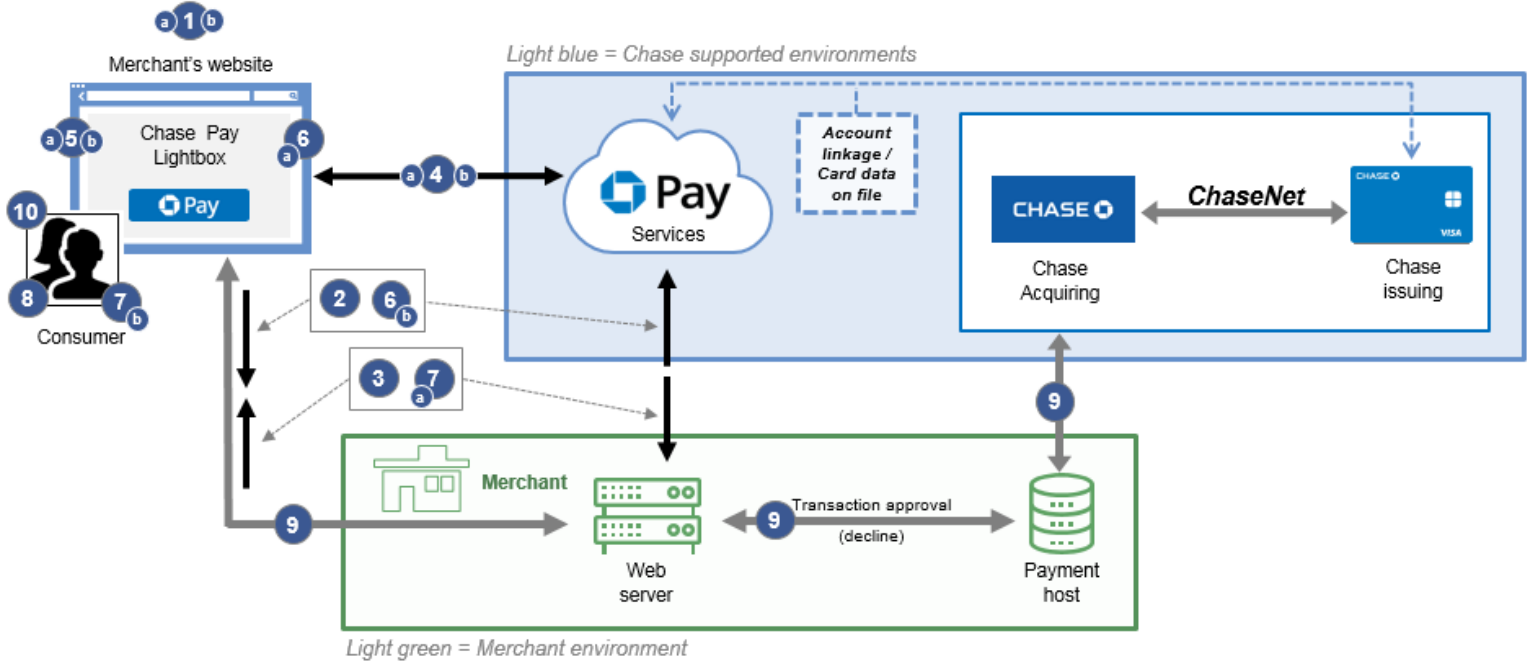 a 1 b
Merchant's website
Light blue = Chase supported environments
a 5 b
Chase Pay
Lightbox
6
a
Pay
a 4 b
Pay
Services
Account
linkage /
Card data
on file
CHASE
Chase
Acquiring
ChaseNet
CHASE
VISA
Chase
issuing
10
8
7
b
Consumer
2
6
b
3
7
a
9
Merchant
9
Web
server
9
Transaction approval
(decline)
Payment
host
Light green = Merchant environment